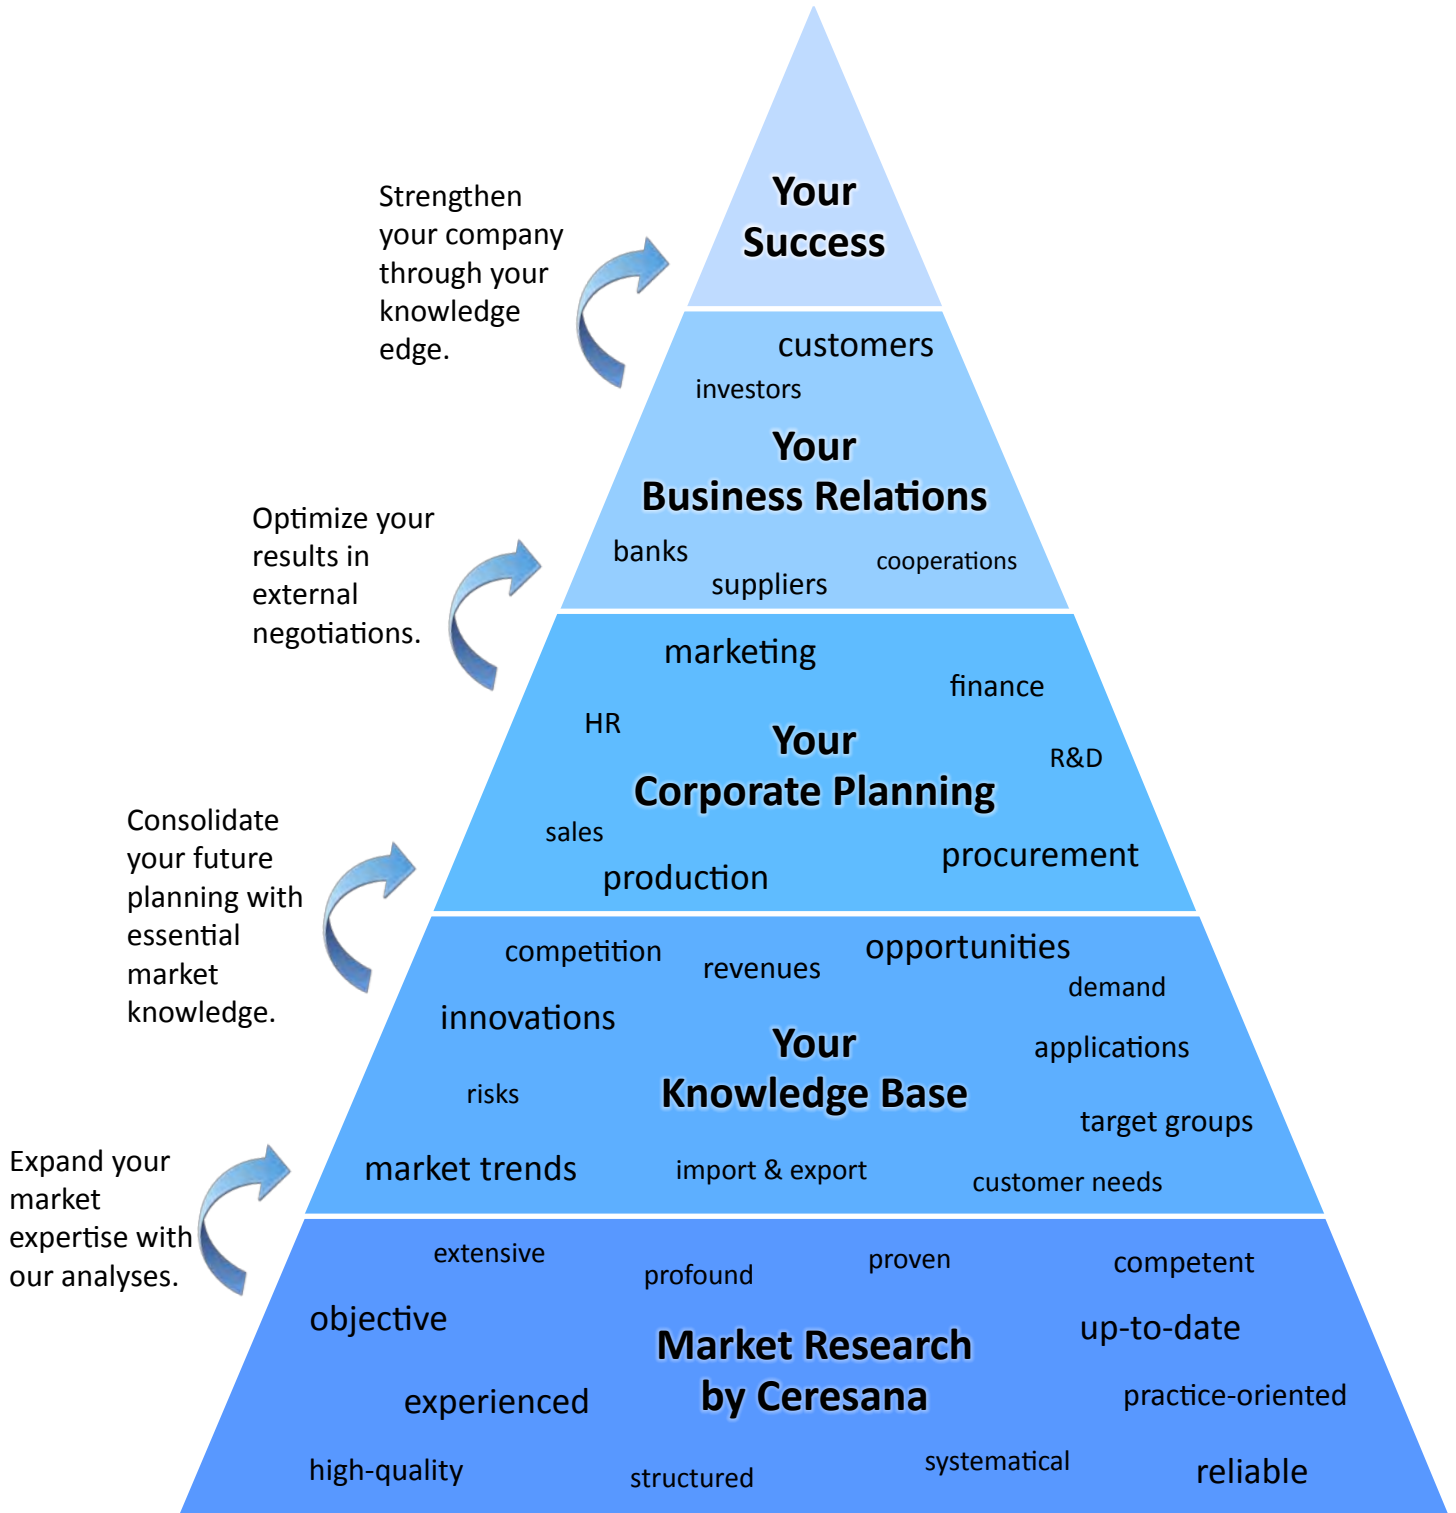 Your
Success
Strengthen
your company
through your
knowledge
edge.
customers
investors
Your
Business Relations
banks
suppliers
cooperations
Optimize your
results in
external
negotiations.
marketing
finance
HR
Your
Corporate Planning
R&D
sales
production
procurement
Consolidate
your future
planning with
essential
market
knowledge.
competition
revenues
opportunities
demand
innovations
Your
Knowledge Base
applications
risks
target groups
market trends
import & export
customer needs
Expand your
market
expertise with
our analyses.
extensive
profound
proven
competent
objective
Market Research
by Ceresana
up-to-date
experienced
practice-oriented
high-quality
structured
systematical
reliable